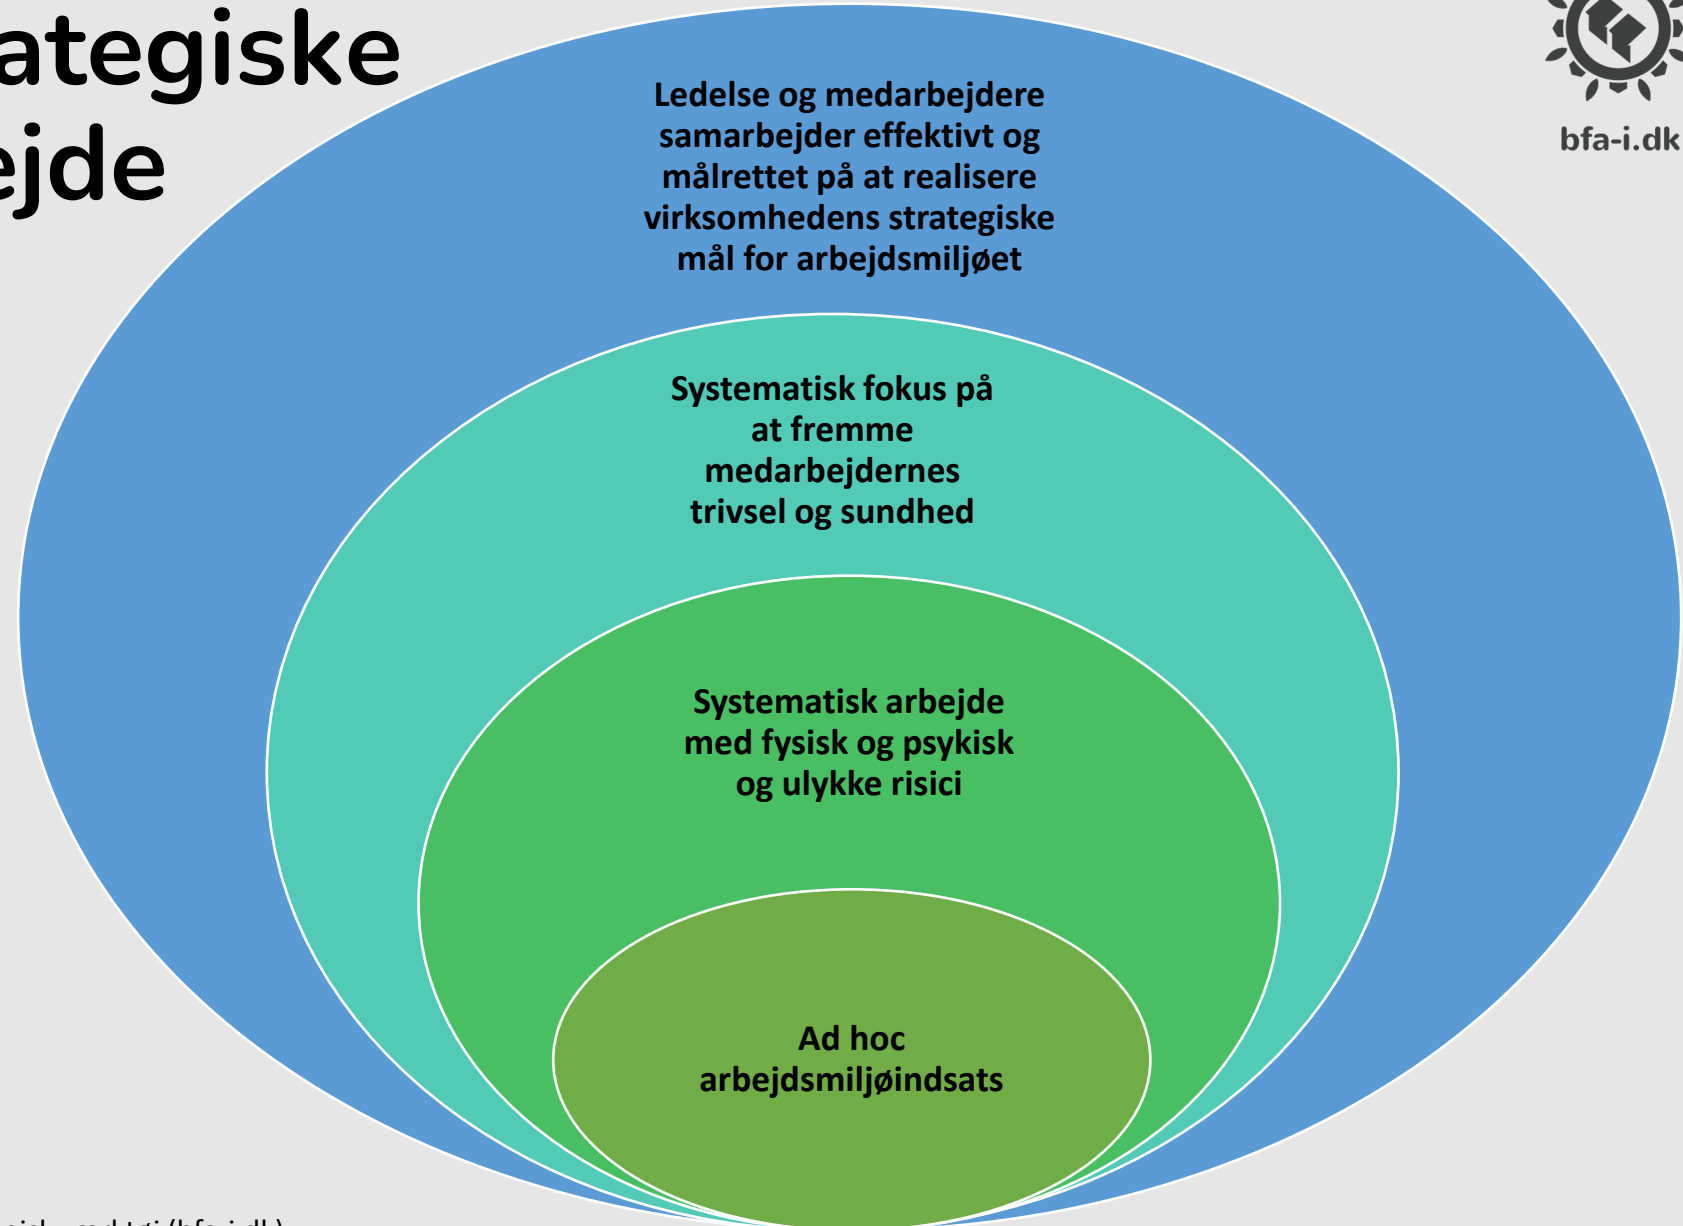 ategiske
ejde
bfa-i.dk
Ledelse og medarbejdere
samarbejder effektivt og
målrettet på at realisere
virksomhedens strategiske
mål for arbejdsmiljøet
Systematisk fokus på
at fremme
medarbejdernes
trivsel og sundhed
Systematisk arbejde
med fysisk og psykisk
og ulykke risici
Ad hoc
arbejdsmiljøindsats